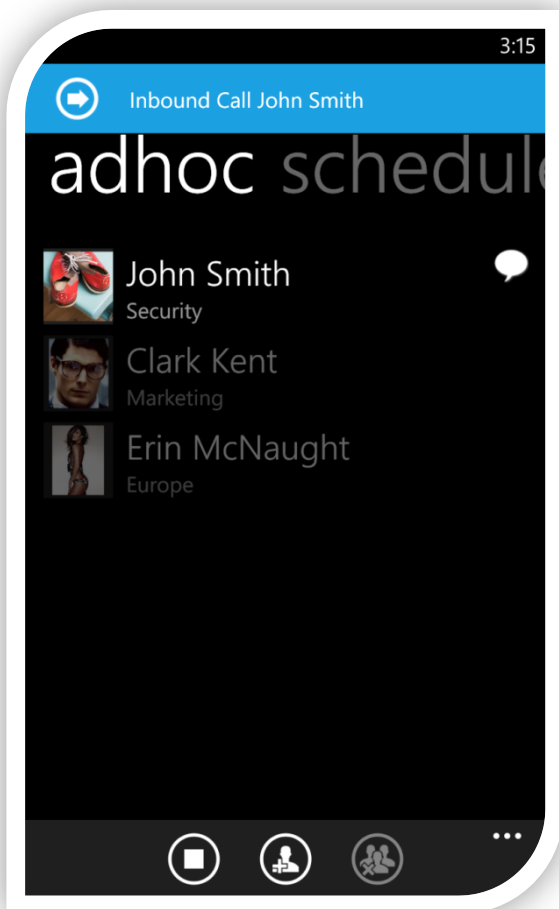 3:15
Inbound Call John Smith
adhoc schedule
John Smith
Security
Clark Kent
Marketing
Erin McNaught
Europe